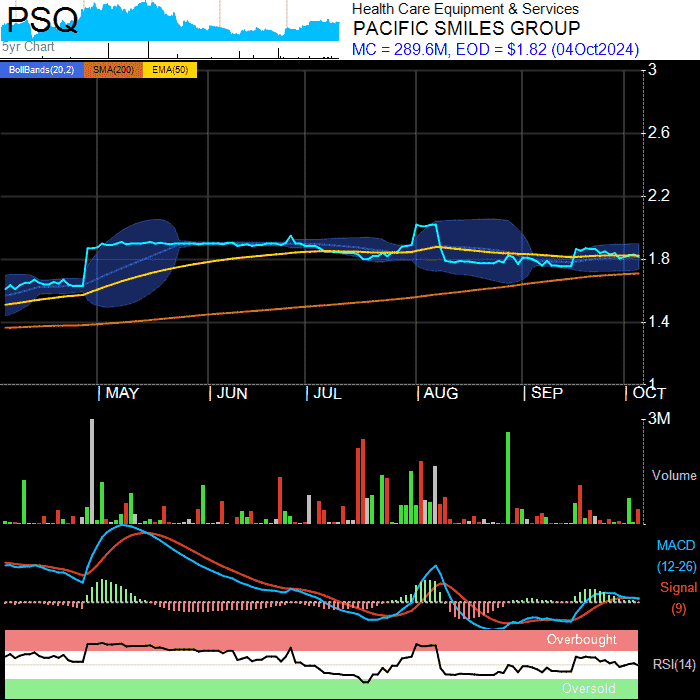 PSQ
5yr Chart
Health Care Equipment & Services
PACIFIC SMILES GROUP
MC = 289.6M, EOD = $1.82 (04Oct2024)
BollBands(20,2) SMA(200) EMA(50)
3
2.6
2.2
1.8
1.4
1
MAY JUN JUL AUG SEP OCT
3M
Volume
MACD
(12-26)
Signal
(9)
Overbought
RSI(14)
Oversold